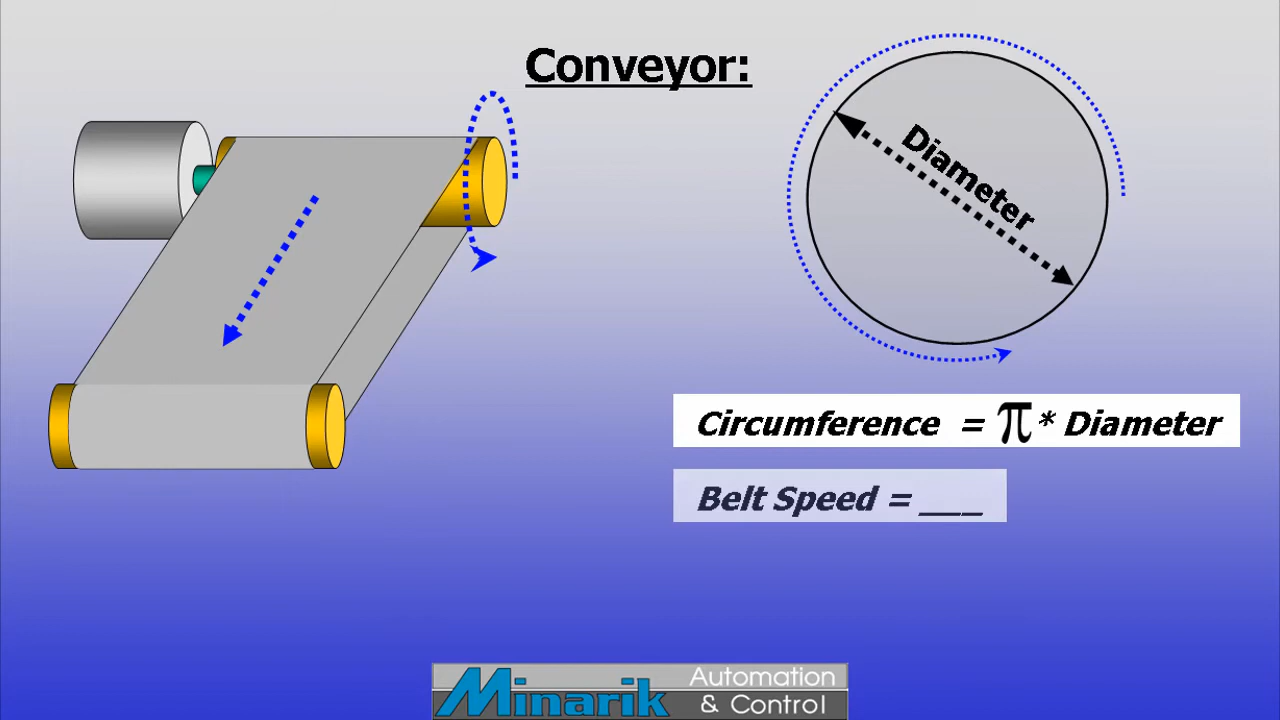 Conveyor:
Diameter
Circumference = π * Diameter
Belt Speed = ___
Minarik Automation
& Control